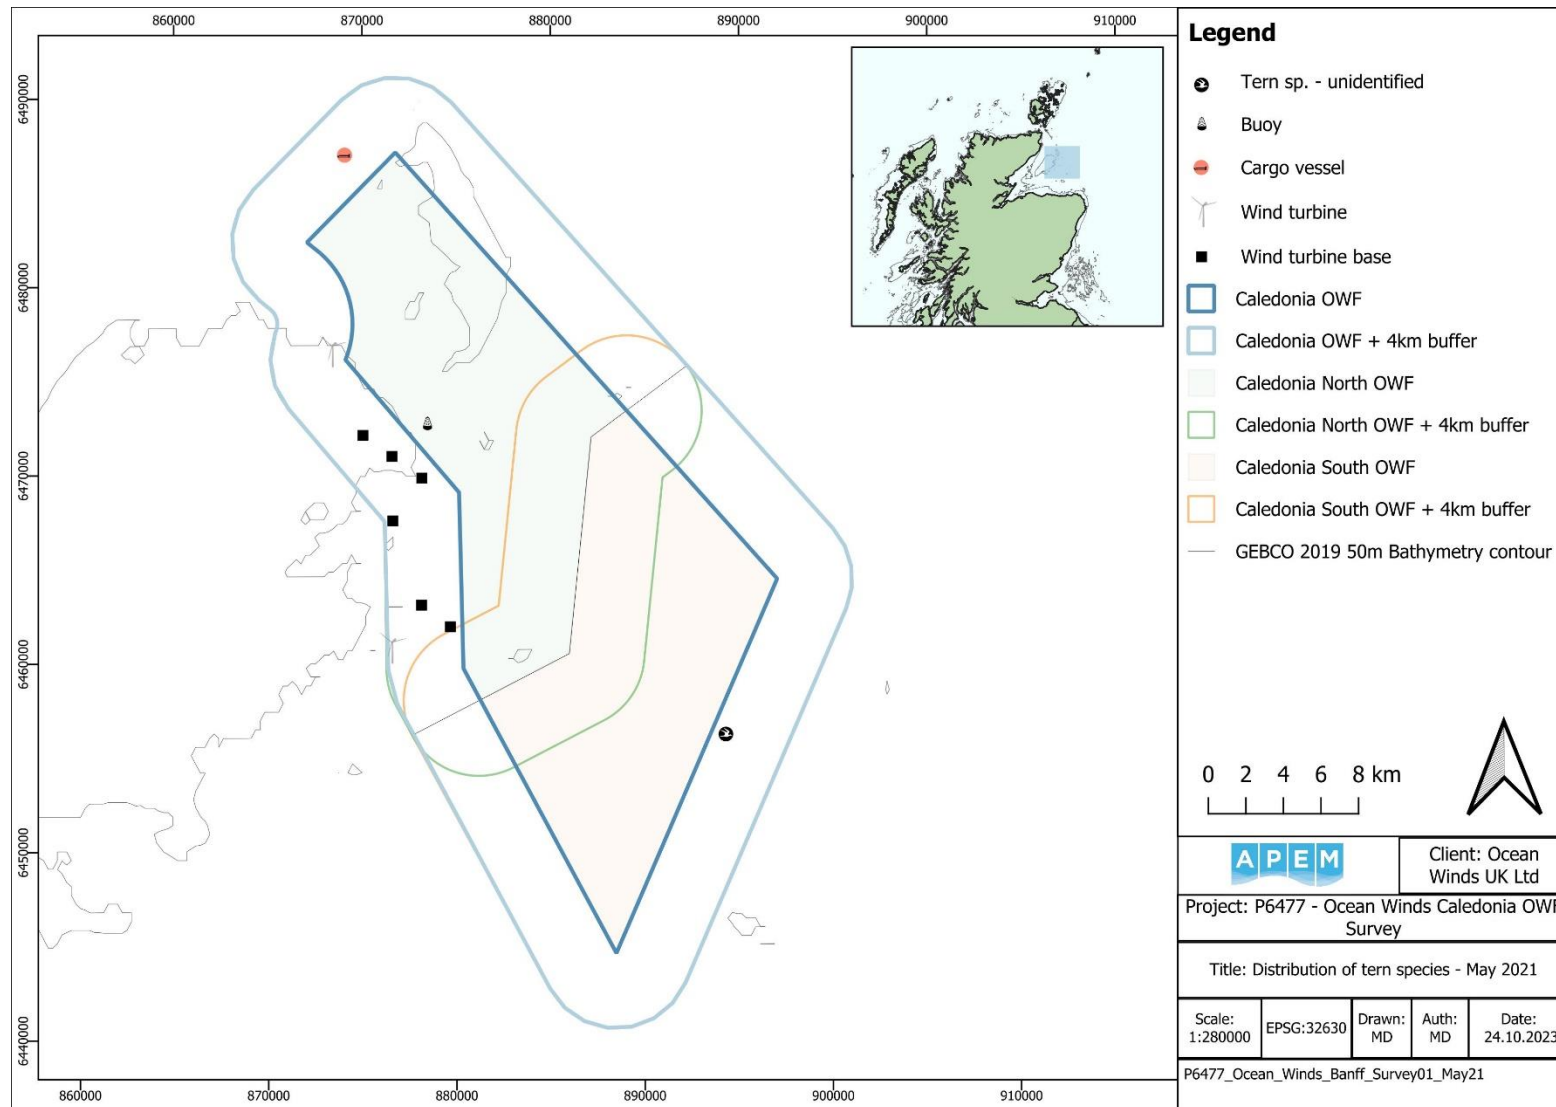 860000 870000 880000 890000 900000 910000
6490000
6480000
6470000
6460000
6450000
6440000
860000 870000 880000 890000 900000 910000
Legend
Tern sp. - unidentified
Buoy
Cargo vessel
Wind turbine
Wind turbine base
Caledonia OWF
Caledonia OWF + 4km buffer
Caledonia North OWF
Caledonia North OWF + 4km buffer
Caledonia South OWF
Caledonia South OWF + 4km buffer
GEBCO 2019 50m Bathymetry contour
0 2 4 6 8 km
APEM
Client: Ocean
Winds UK Ltd
Project: P6477 - Ocean Winds Caledonia OWF
Survey
Title: Distribution of tern species - May 2021
Scale:
1:280000
EPSG:32630
Drawn:
MD
Auth:
MD
Date:
24.10.2023
P6477_Ocean_Winds_Banff_Survey01_May21